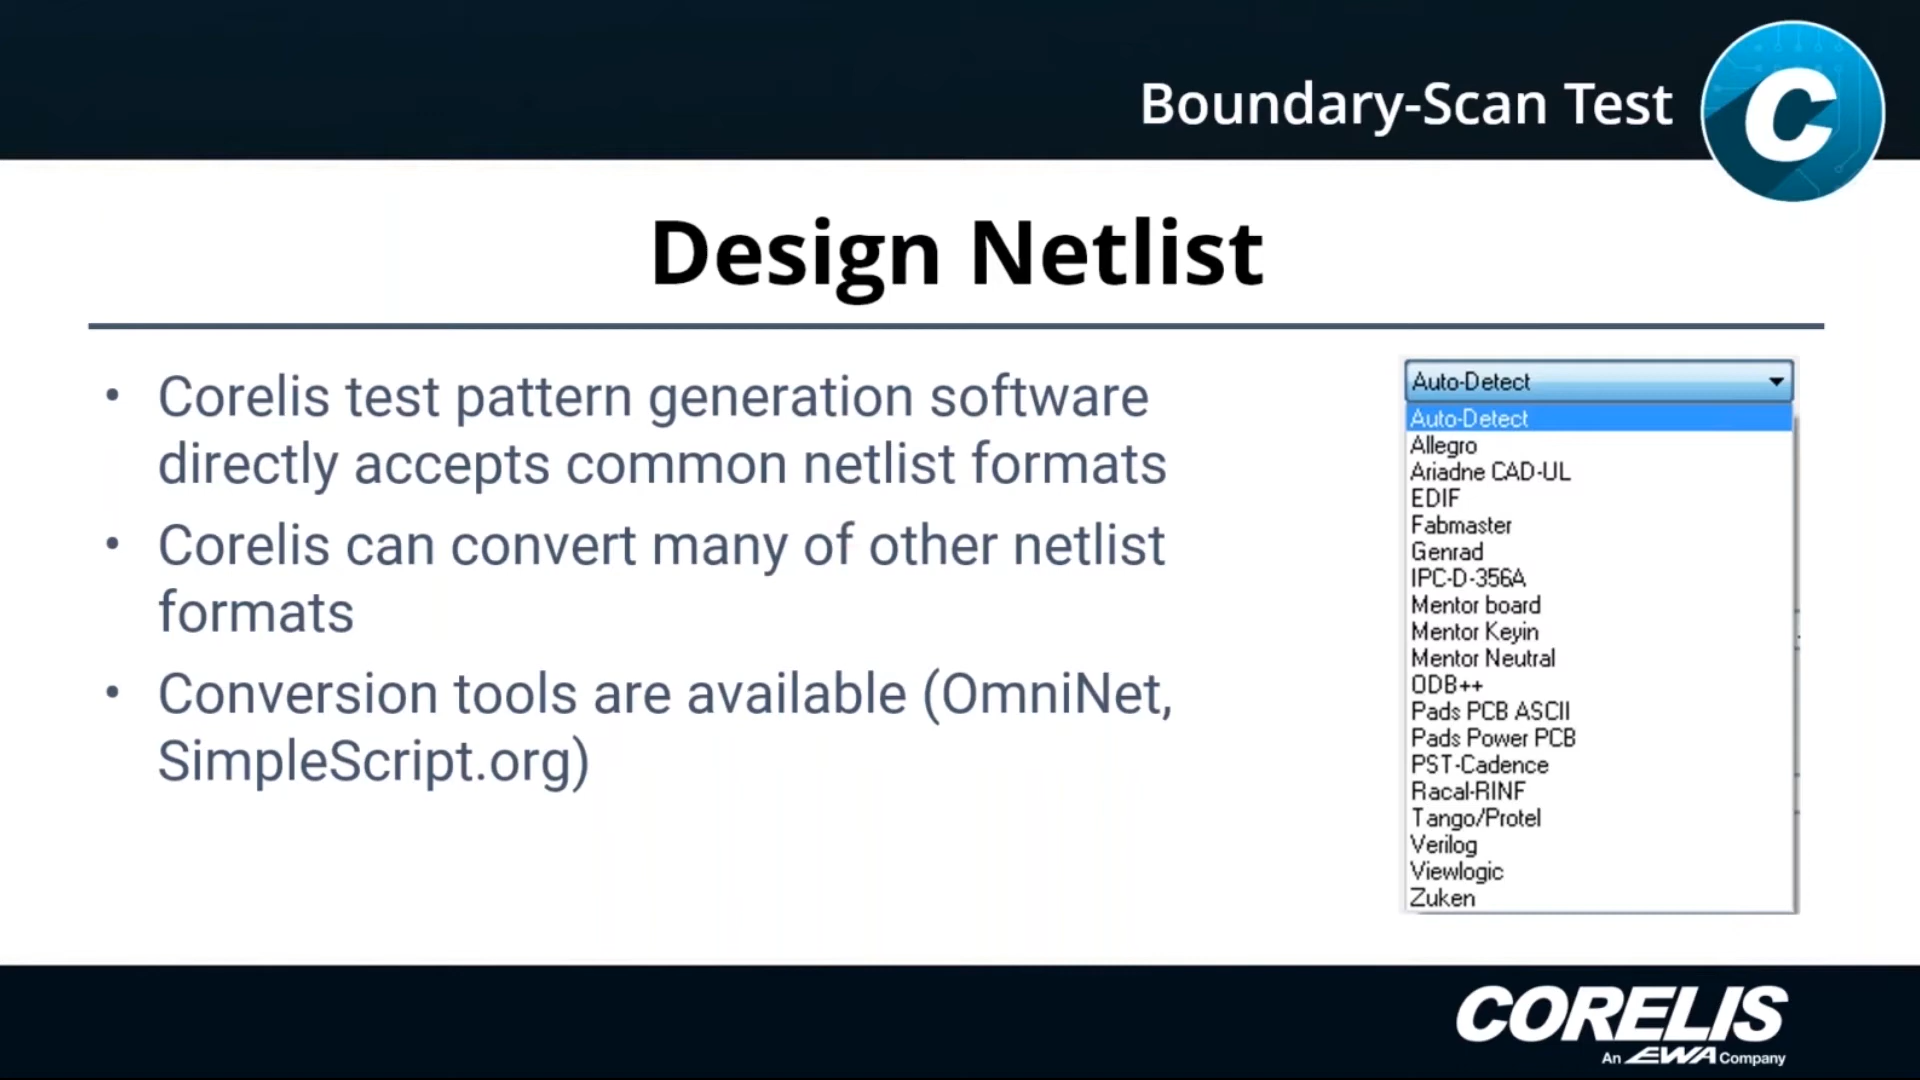 Boundary-Scan Test
C
Design Netlist
• Corelis test pattern generation software
directly accepts common netlist formats
• Corelis can convert many of other netlist
formats
• Conversion tools are available (OmniNet,
SimpleScript.org)
Auto-Detect
Auto-Detect
Allegro
Ariadne CAD-UL
EDIF
Fabmaster
Genrad
IPC-D-356A
Mentor board
Mentor Keyin
Mentor Neutral
ODB++
Pads PCB ASCII
Pads Power PCB
PST-Cadence
Racal-RINF
Tango/Protel
Verilog
Viewlogic
Zuken
CORELIS
An EWA Company